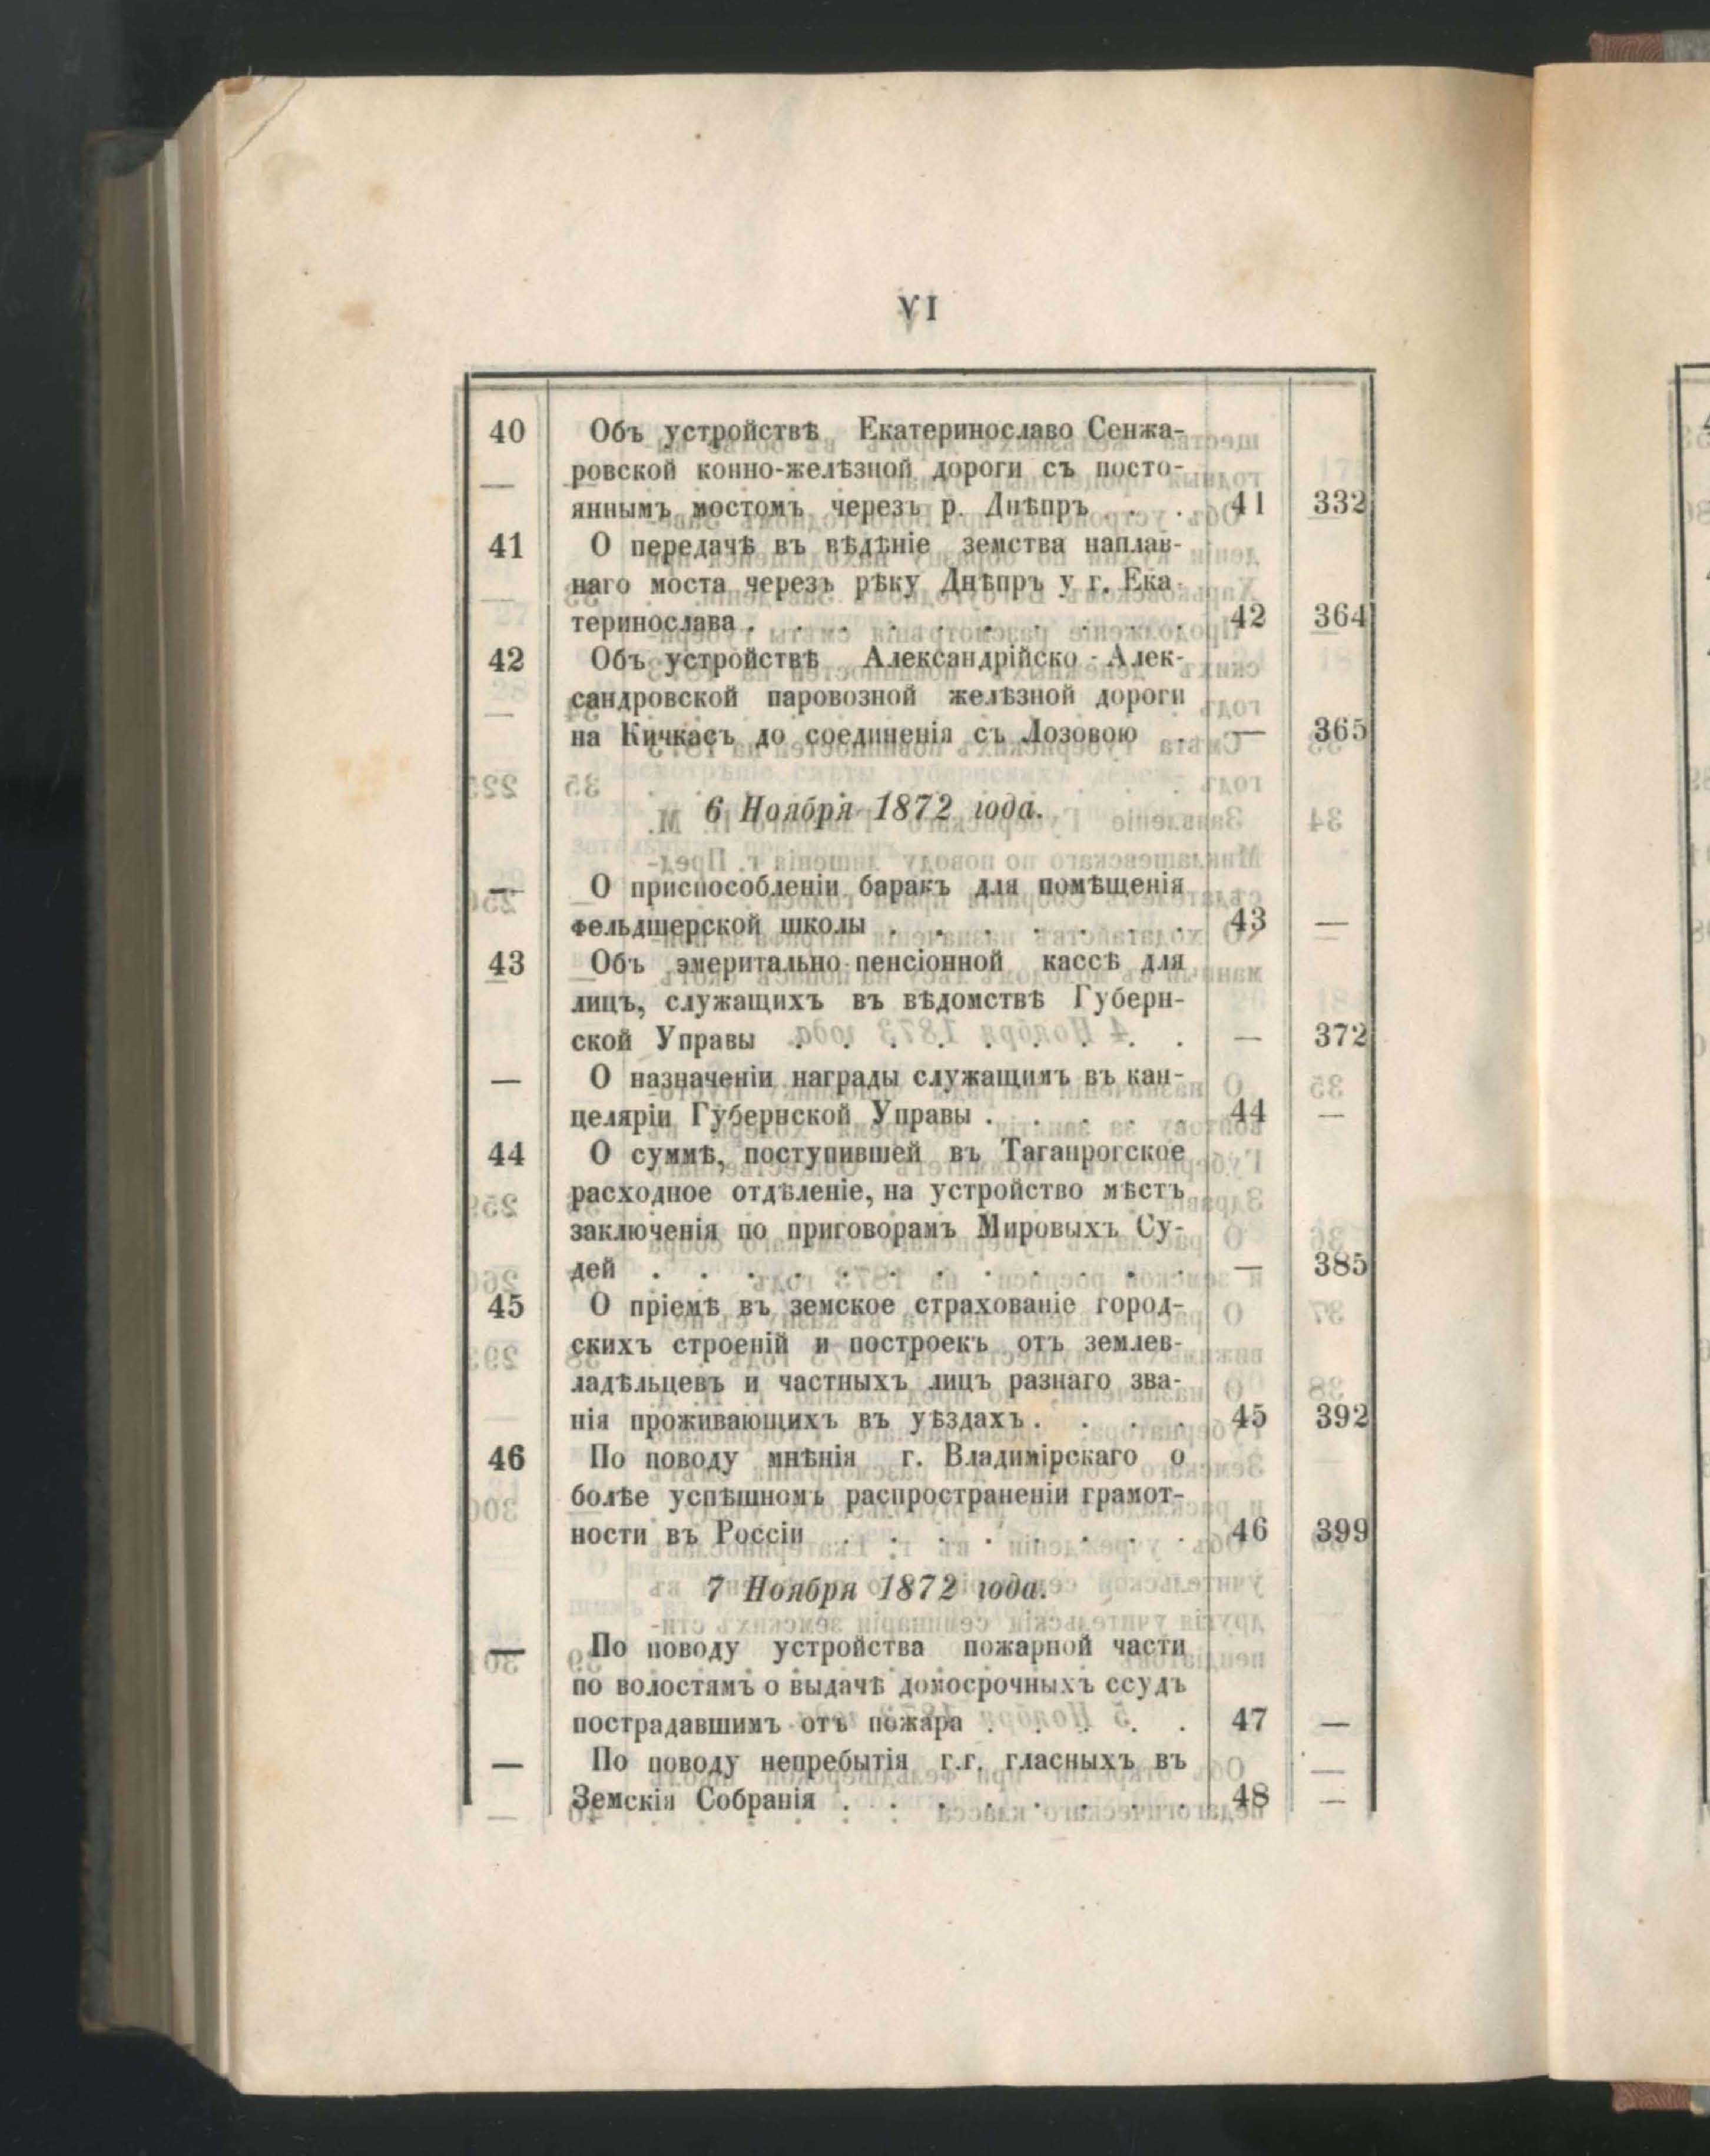 VI
40 Объ устройствѣ Екатеринославо Сенжа-
ровской конно-желѣзной дороги съ посто-
яннымъ мостомъ черезъ р. Днѣпръ . . . 41 332
41 О передачѣ въ вѣдѣніе земства наплав-
наго моста черезъ рѣку Днѣпръ у г. Ека-
теринослава . . . . . . . . . . 42 364
42 Объ устройствѣ Александрійско - Алек-
сандровской паровозной желѣзной дороги
на Кичкасъ до соединенія съ Лозовою . — 365
6 Ноября 1872 года.
— О приспособленіи баракъ для помѣщенія
фельдшерской школы . . . . . . . 43 —
43 Объ эмеритально-пенсіонной кассѣ для
лицъ, служащихъ въ вѣдомствѣ Губерн-
ской Управы . . . . . . . . . — 372
— О назначеніи награды служащимъ въ кан-
целяріи Губернской Управы . . . . . 44 —
44 О суммѣ, поступившей въ Таганрогское
расходное отдѣленіе, на устройство мѣстъ
заключенія по приговорамъ Мировыхъ Су-
дей . . . . . . . . . . . . — 385
45 О пріемѣ въ земское страхованіе город-
скихъ строеній и построекъ отъ землев-
ладѣльцевъ и частныхъ лицъ разнаго зва-
нія проживающихъ въ уѣздахъ . . . . 45 392
46 По поводу мнѣнія г. Владимірскаго о
болѣе успѣшномъ распространеніи грамот-
ности въ Россіи . . . . . . . . 46 399
7 Ноября 1872 года.
— По поводу устройства пожарной части
по волостямъ о выдачѣ домосрочныхъ ссудъ
пострадавшимъ отъ пожара . . . . . 47 —
— По поводу непребытія г.г. гласныхъ въ
Земскія Собранія . . . . . . . . 48 —